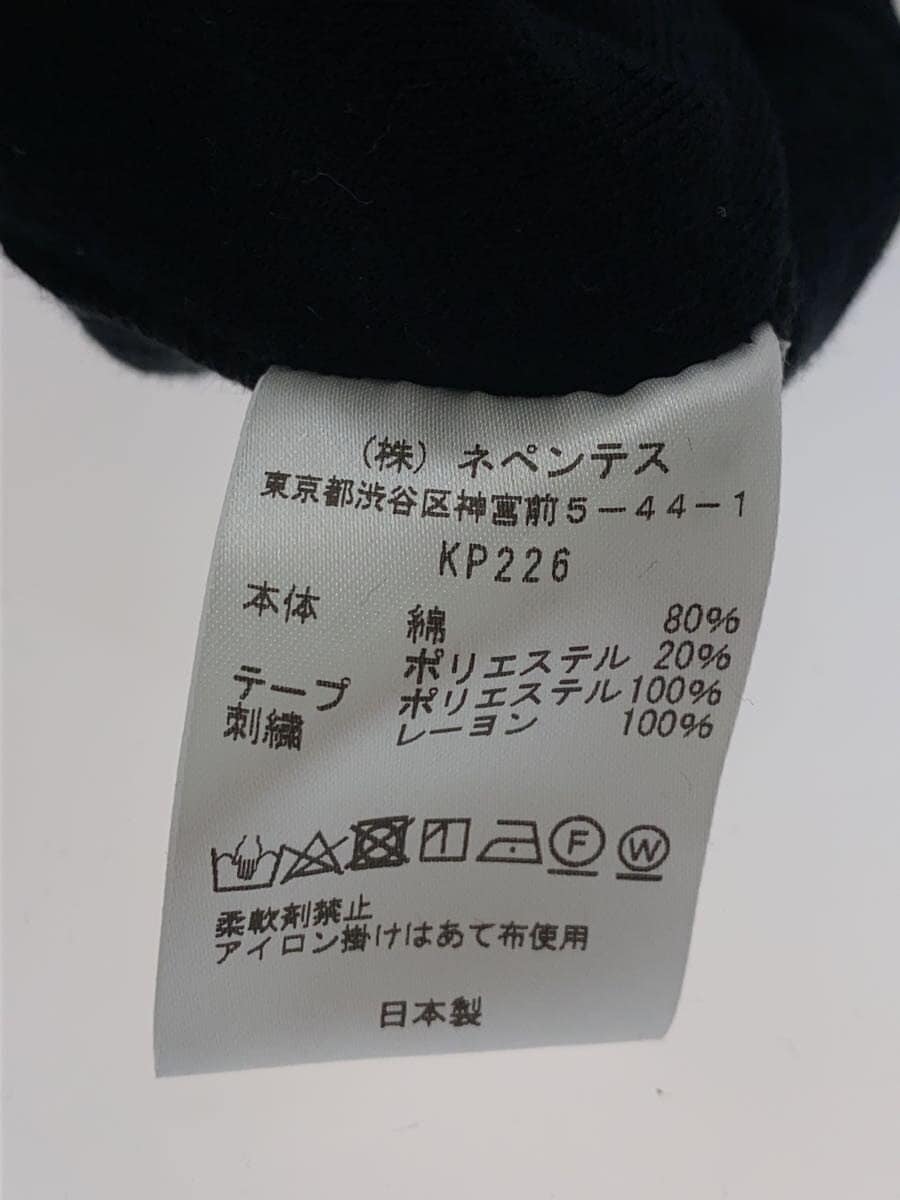 (株) ネペンテス
東京都渋谷区神宮前5-44-1
KP226
本体 綿 80%
ポリエステル 20%
テープ ポリエステル 100%
刺繍 レーヨン 100%
F W
柔軟剤禁止
アイロン掛けはあて布使用
日本製